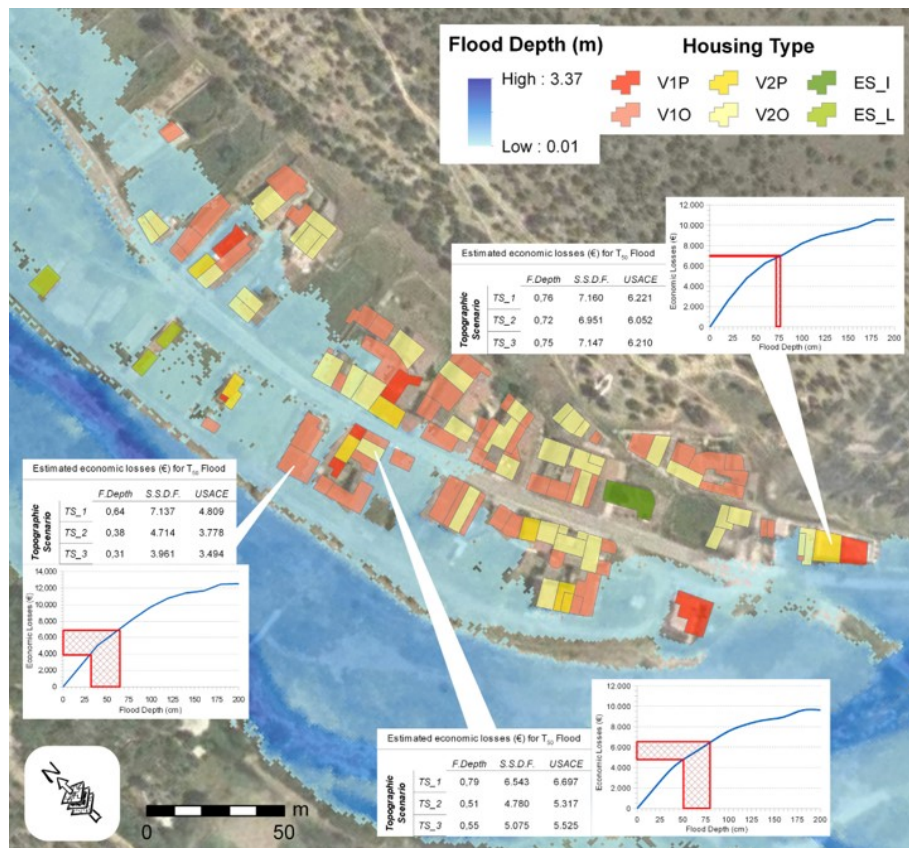 Flood Depth (m)
High : 3.37
Low : 0.01
Housing Type
V1P V2P ES_I
V1O V2O ES_L
Estimated economic losses (€) for T50 Flood
F.Depth S.S.D.F. USACE
Topographic Scenario
TS_1 0,76 7.160 6.221
TS_2 0,72 6.951 6.052
TS_3 0,75 7.147 6.210
Economic Losses (€)
12.000
10.000
8.000
6.000
4.000
2.000
0
0 25 50 75 100 125 150 175 200
Flood Depth (cm)
Estimated economic losses (€) for T50 Flood
F.Depth S.S.D.F. USACE
Topographic Scenario
TS_1 0,64 7.137 4.809
TS_2 0,38 4.714 3.778
TS_3 0,31 3.961 3.494
Economic Losses (€)
14.000
12.000
10.000
8.000
6.000
4.000
2.000
0
0 25 50 75 100 125 150 175 200
Flood Depth (cm)
Estimated economic losses (€) for T50 Flood
F.Depth S.S.D.F. USACE
Topographic Scenario
TS_1 0,79 6.543 6.697
TS_2 0,51 4.780 5.317
TS_3 0,55 5.075 5.525
Economic Losses (€)
12.000
10.000
8.000
6.000
4.000
2.000
0
0 25 50 75 100 125 150 175 200
Flood Depth (cm)
N
m
0 50